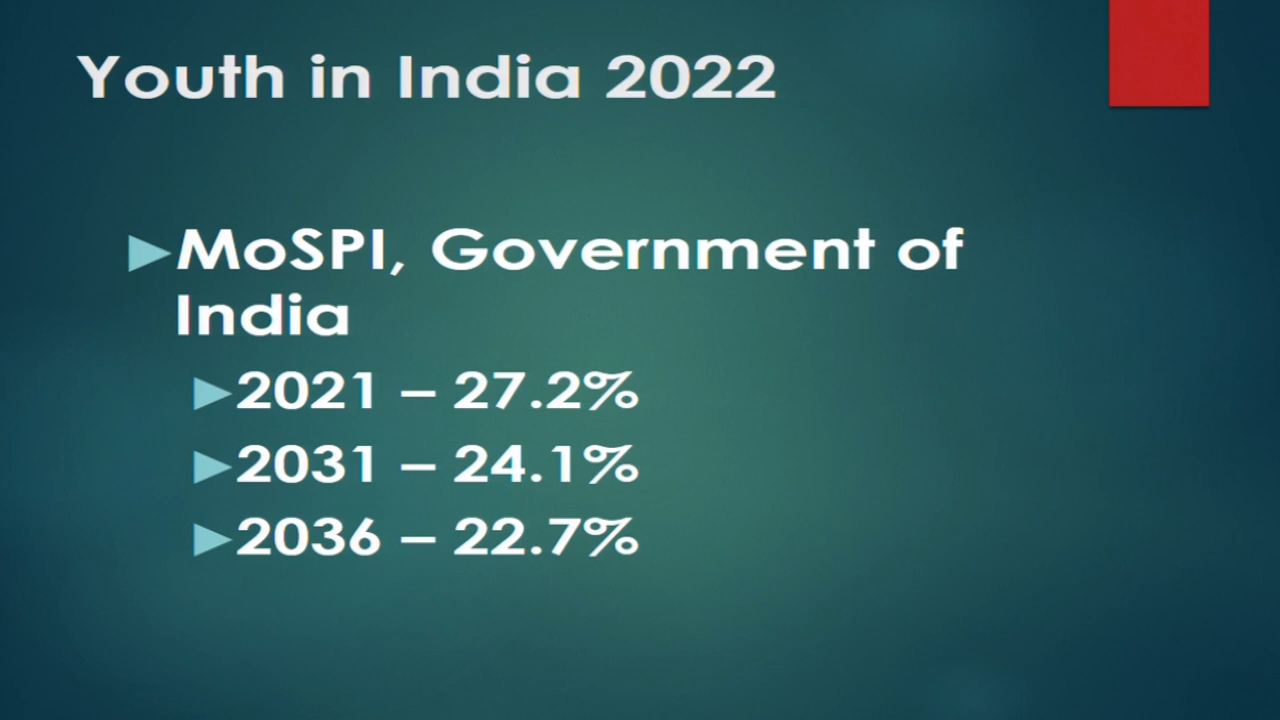 Youth in India 2022
MoSPI, Government of
India
2021 – 27.2%
2031 – 24.1%
2036 – 22.7%